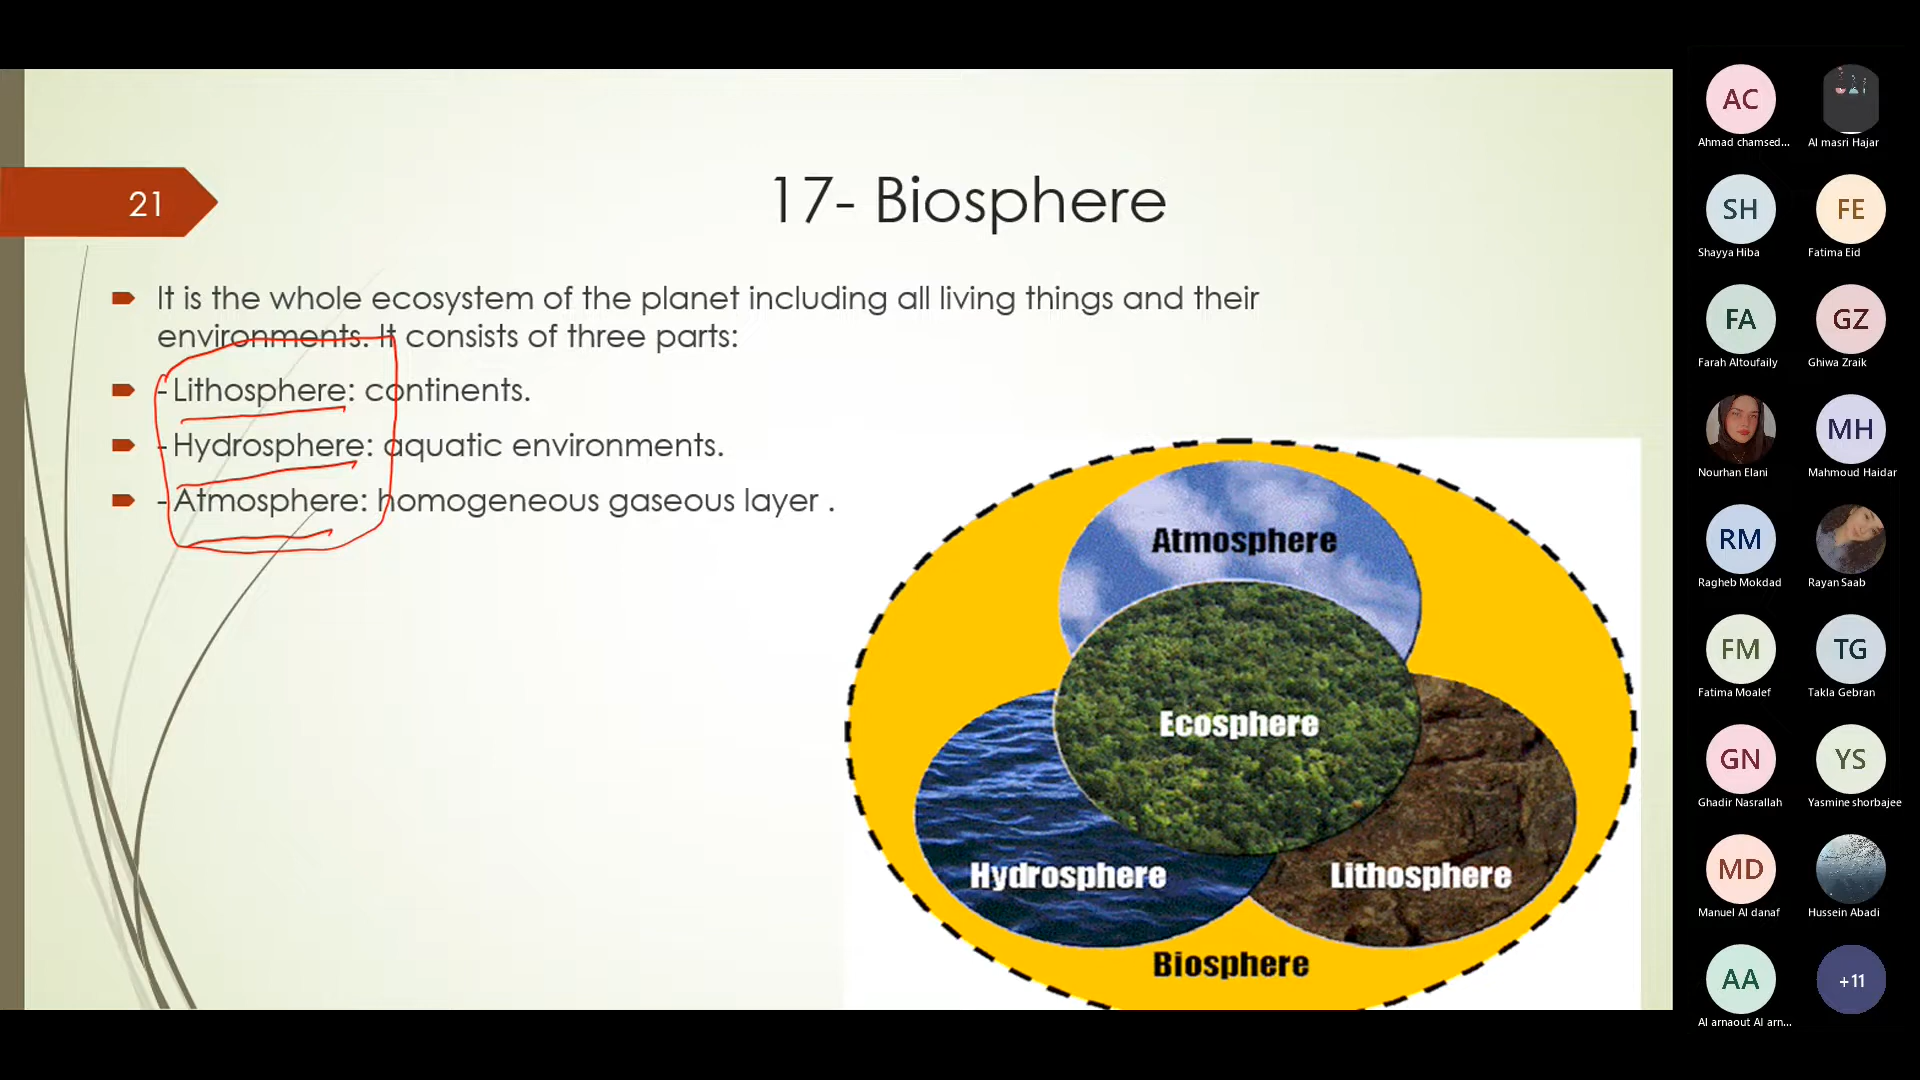 21
17- Biosphere
It is the whole ecosystem of the planet including all living things and their
environments. It consists of three parts:
- Lithosphere: continents.
- Hydrosphere: aquatic environments.
- Atmosphere: homogeneous gaseous layer .
Atmosphere
Ecosphere
Hydrosphere
Lithosphere
Biosphere
AC
Ahmad chamsed...
Al masri Hajar
SH
Shayya Hiba
FE
Fatima Eid
FA
Farah Altoufaily
GZ
Ghiwa Zraik
Nourhan Elani
MH
Mahmoud Haidar
RM
Ragheb Mokdad
Rayan Saab
FM
Fatima Moalef
TG
Takla Gebran
GN
Ghadir Nasrallah
YS
Yasmine shorbajee
MD
Manuel Al danaf
Hussein Abadi
AA
Al arnaout Al arn...
+11